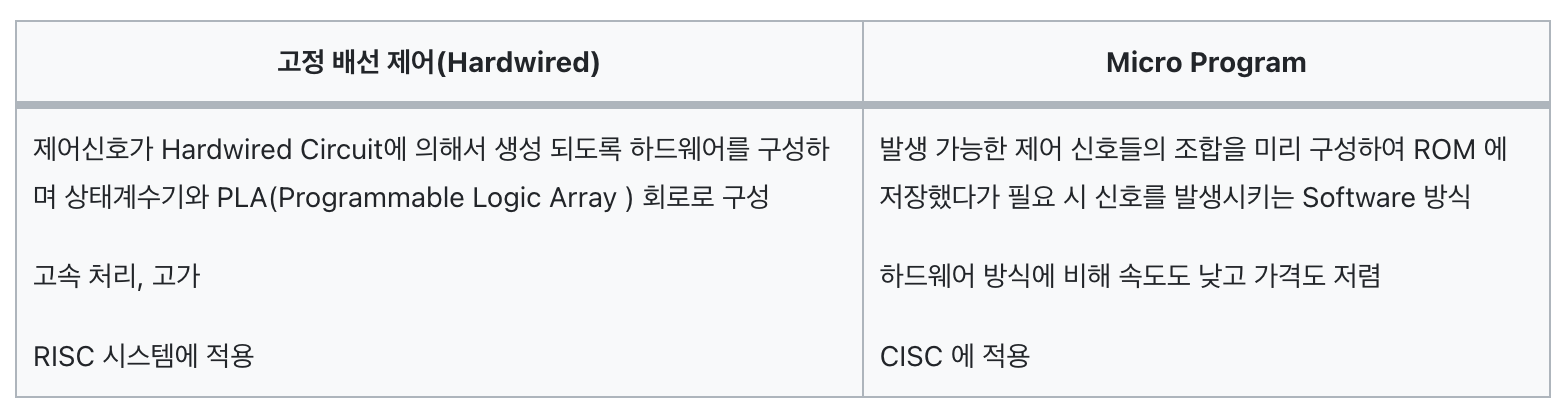 고정 배선 제어(Hardwired)
Micro Program
제어신호가 Hardwired Circuit에 의해서 생성 되도록 하드웨어를 구성하
며 상태계수기와 PLA(Programmable Logic Array ) 회로로 구성
고속 처리, 고가
RISC 시스템에 적용
발생 가능한 제어 신호들의 조합을 미리 구성하여 ROM 에
저장했다가 필요 시 신호를 발생시키는 Software 방식
하드웨어 방식에 비해 속도도 낮고 가격도 저렴
CISC 에 적용